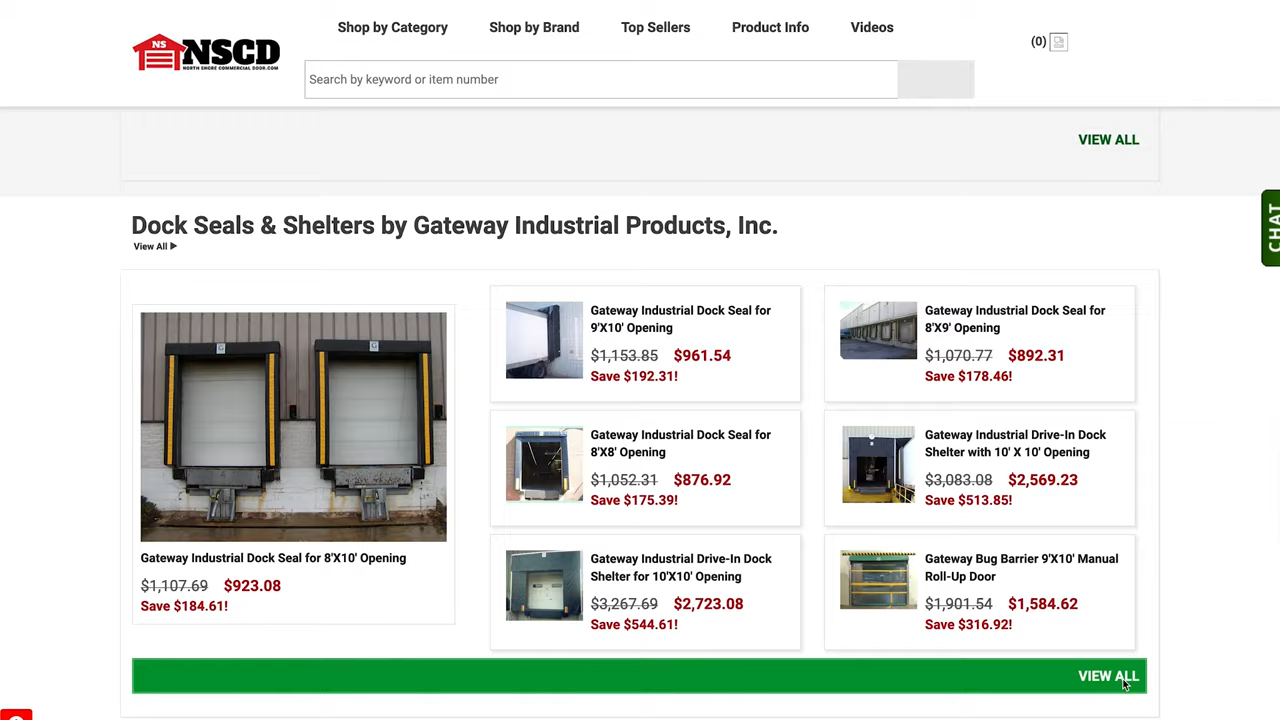 Shop by Category
Shop by Brand
Top Sellers
Product Info
Videos
NS
NSCD
NORTH SHORE COMMERCIAL DOOR.COM
(0)
Search by keyword or item number
VIEW ALL
CHAT
Dock Seals & Shelters by Gateway Industrial Products, Inc.
View All
Gateway Industrial Dock Seal for 8'X10' Opening
$1,107.69 $923.08
Save $184.61!
Gateway Industrial Dock Seal for
9'X10' Opening
$1,153.85 $961.54
Save $192.31!
Gateway Industrial Dock Seal for
8'X9' Opening
$1,070.77 $892.31
Save $178.46!
Gateway Industrial Dock Seal for
8'X8' Opening
$1,052.31 $876.92
Save $175.39!
Gateway Industrial Drive-In Dock
Shelter with 10' X 10' Opening
$3,083.08 $2,569.23
Save $513.85!
Gateway Industrial Drive-In Dock
Shelter for 10'X10' Opening
$3,267.69 $2,723.08
Save $544.61!
Gateway Bug Barrier 9'X10' Manual
Roll-Up Door
$1,901.54 $1,584.62
Save $316.92!
VIEW ALL